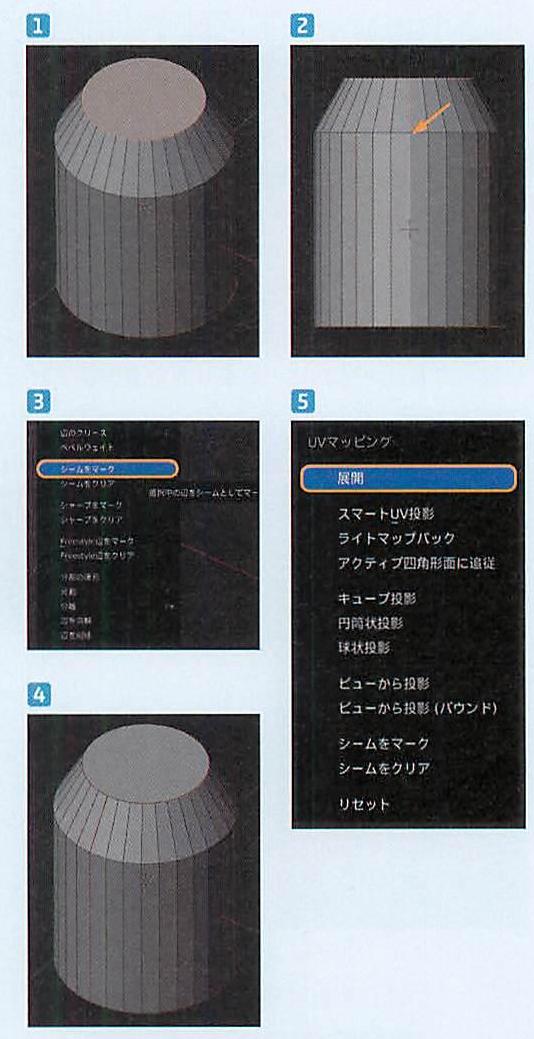 1
2
3
辺のクリース
ベベルウェイト
シームをマーク
シームをクリア
選択中の辺をシームとしてマー
シャープをマーク
シャープをクリア
Freestyle辺をマーク
Freestyle辺をクリア
分離
4
5
UVマッピング
展開
スマートUV投影
ライトマップパック
アクティブ四角形面に追従
キューブ投影
円筒状投影
球状投影
ビューから投影
ビューから投影 (バウンド)
シームをマーク
シームをクリア
リセット